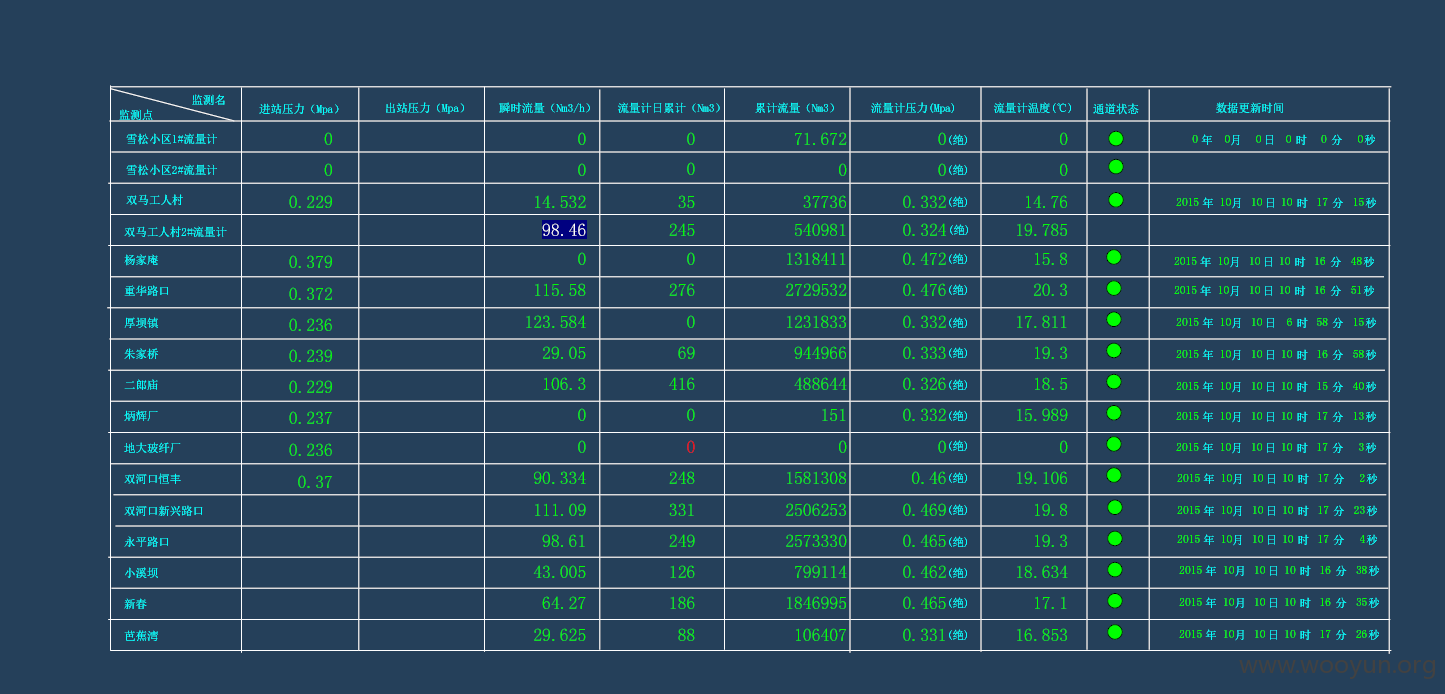 监测名
监测点 进站压力（Mpa） 出站压力（Mpa） 瞬时流量（Nm3/h） 流量计日累计（Nm3） 累计流量（Nm3） 流量计压力(Mpa) 流量计温度(℃) 通道状态 数据更新时间
雪松小区1#流量计 0 0 0 71.672 0(绝) 0 0年 0月 0日 0时 0分 0秒
雪松小区2#流量计 0 0 0 0 0(绝) 0
双马工人村 0.229 14.532 35 37736 0.332(绝) 14.76 2015年 10月 10日 10时 17分 15秒
双马工人村2#流量计 98.46 245 540981 0.324(绝) 19.785
杨家庵 0.379 0 0 1318411 0.472(绝) 15.8 2015年 10月 10日 10时 16分 48秒
重华路口 0.372 115.58 276 2729532 0.476(绝) 20.3 2015年 10月 10日 10时 16分 51秒
厚坝镇 0.236 123.584 0 1231833 0.332(绝) 17.811 2015年 10月 10日 6时 58分 15秒
朱家桥 0.239 29.05 69 944966 0.333(绝) 19.3 2015年 10月 10日 10时 16分 58秒
二郎庙 0.229 106.3 416 488644 0.326(绝) 18.5 2015年 10月 10日 10时 15分 40秒
炳辉厂 0.237 0 0 151 0.332(绝) 15.989 2015年 10月 10日 10时 17分 13秒
地大玻纤厂 0.236 0 0 0 0(绝) 0 2015年 10月 10日 10时 17分 3秒
双河口恒丰 0.37 90.334 248 1581308 0.46(绝) 19.106 2015年 10月 10日 10时 17分 2秒
双河口新兴路口 111.09 331 2506253 0.469(绝) 19.8 2015年 10月 10日 10时 17分 23秒
永平路口 98.61 249 2573330 0.465(绝) 19.3 2015年 10月 10日 10时 17分 4秒
小溪坝 43.005 126 799114 0.462(绝) 18.634 2015年 10月 10日 10时 16分 38秒
新春 64.27 186 1846995 0.465(绝) 17.1 2015年 10月 10日 10时 16分 35秒
芭蕉湾 29.625 88 106407 0.331(绝) 16.853 2015年 10月 10日 10时 17分 26秒
www.wooyun.org